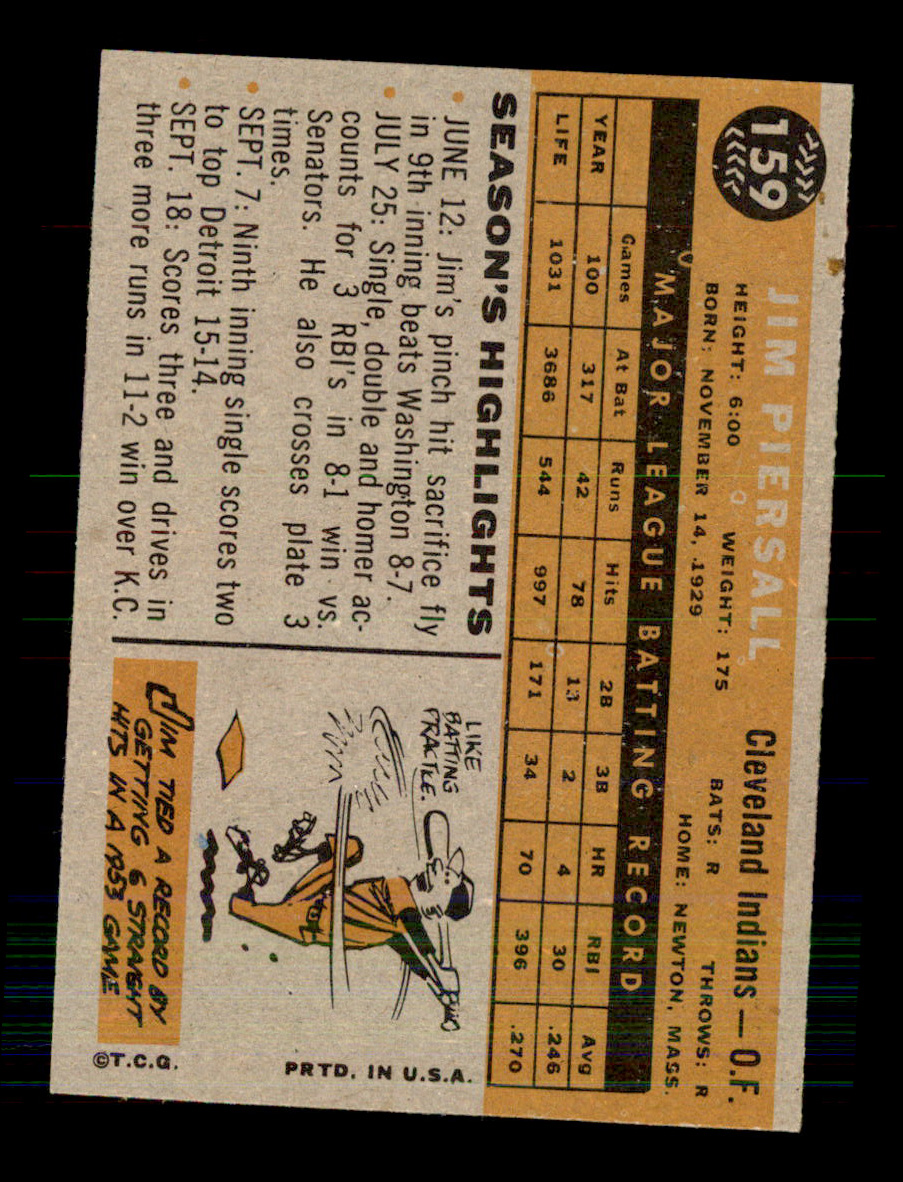 159
JIM PIERSALL
Cleveland Indians — O.F.
HEIGHT: 6:00 WEIGHT: 175 BATS: R THROWS: R
BORN: NOVEMBER 14, 1929 HOME: NEWTON, MASS.
MAJOR LEAGUE BATTING RECORD
Games At Bat Runs Hits 2B 3B HR RBI Avg
YEAR 100 317 42 78 13 2 4 30 .246
LIFE 1031 3686 544 997 171 34 70 396 .270
SEASON'S HIGHLIGHTS
• JUNE 12: Jim's pinch hit sacrifice fly
in 9th inning beats Washington 8-7.
• JULY 25: Single, double and homer ac-
counts for 3 RBI's in 8-1 win vs.
Senators. He also crosses plate 3
times.
• SEPT. 7: Ninth inning single scores two
to top Detroit 15-14.
• SEPT. 18: Scores three and drives in
three more runs in 11-2 win over K.C.
LIKE
BATTING
PRACTICE.
JIM TIED A RECORD BY
GETTING 6 STRAIGHT
HITS IN A 1953 GAME
©T.C.G.
PRTD. IN U.S.A.